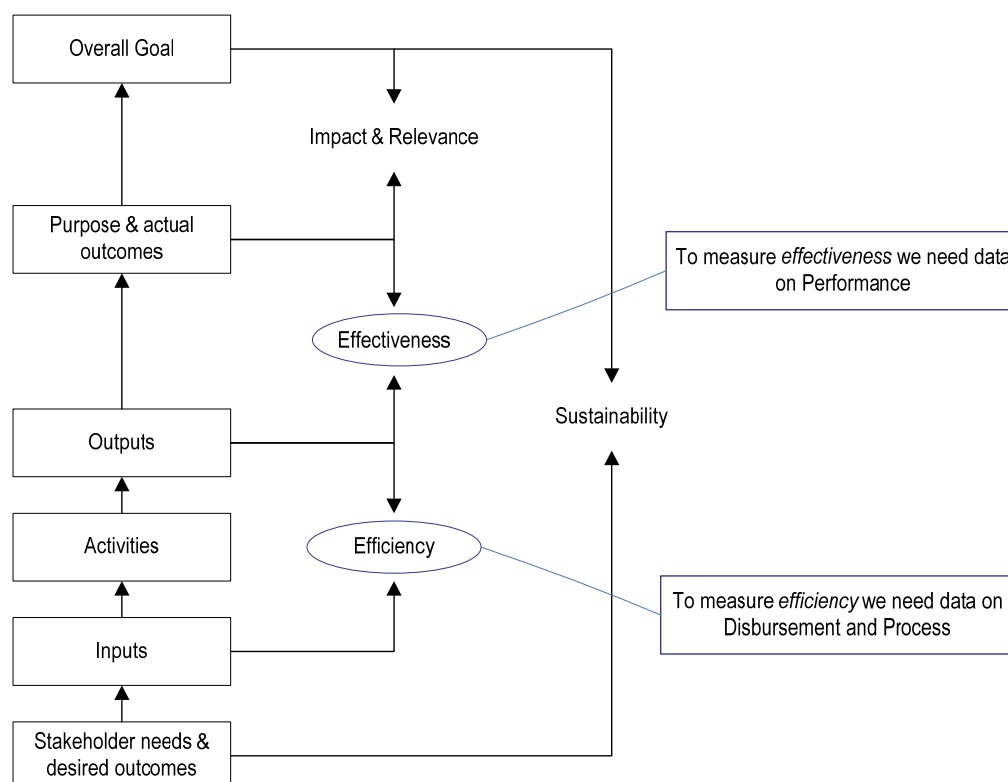 Overall Goal
Impact & Relevance
Purpose & actual
outcomes
To measure effectiveness we need data
on Performance
Effectiveness
Sustainability
Outputs
Activities
Efficiency
To measure efficiency we need data on
Disbursement and Process
Inputs
Stakeholder needs &
desired outcomes